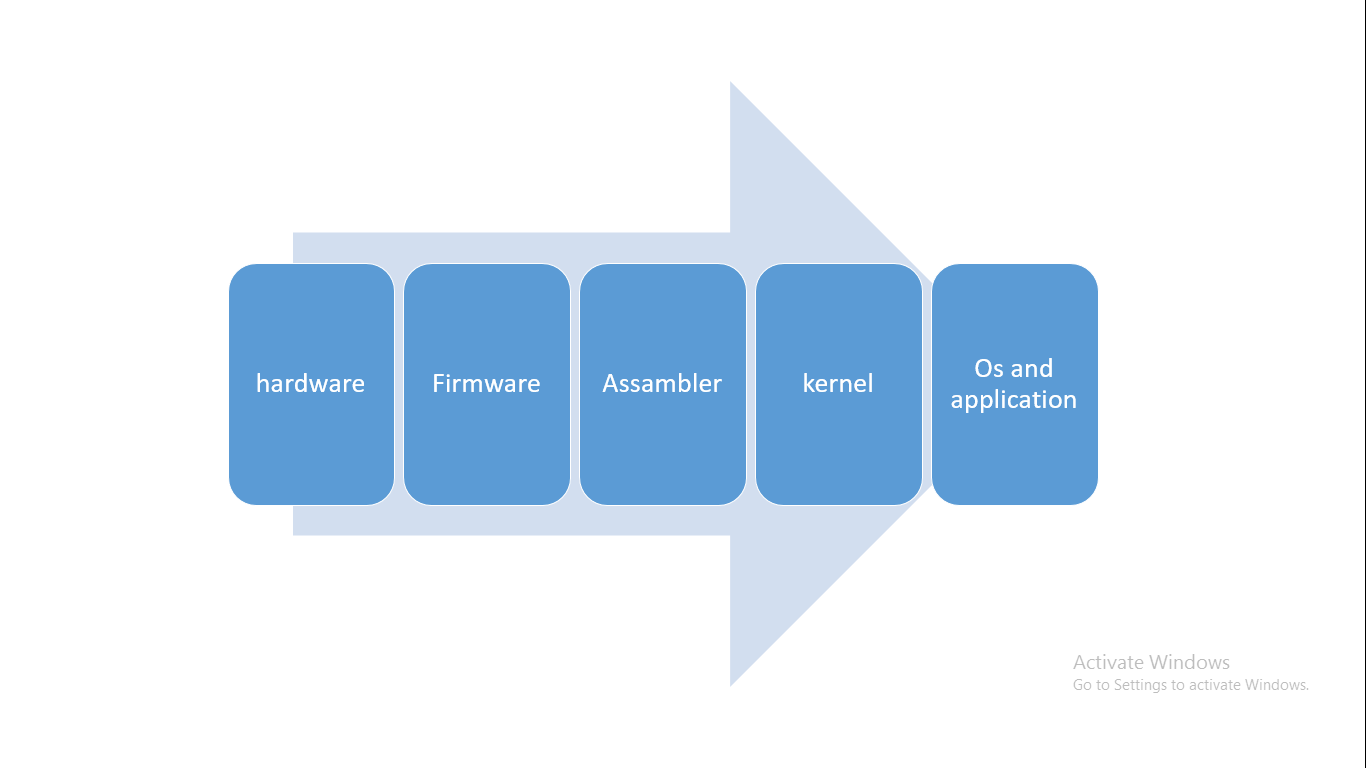 hardware
Firmware
Assambler
kernel
Os and
application
Activate Windows
Go to Settings to activate Windows.